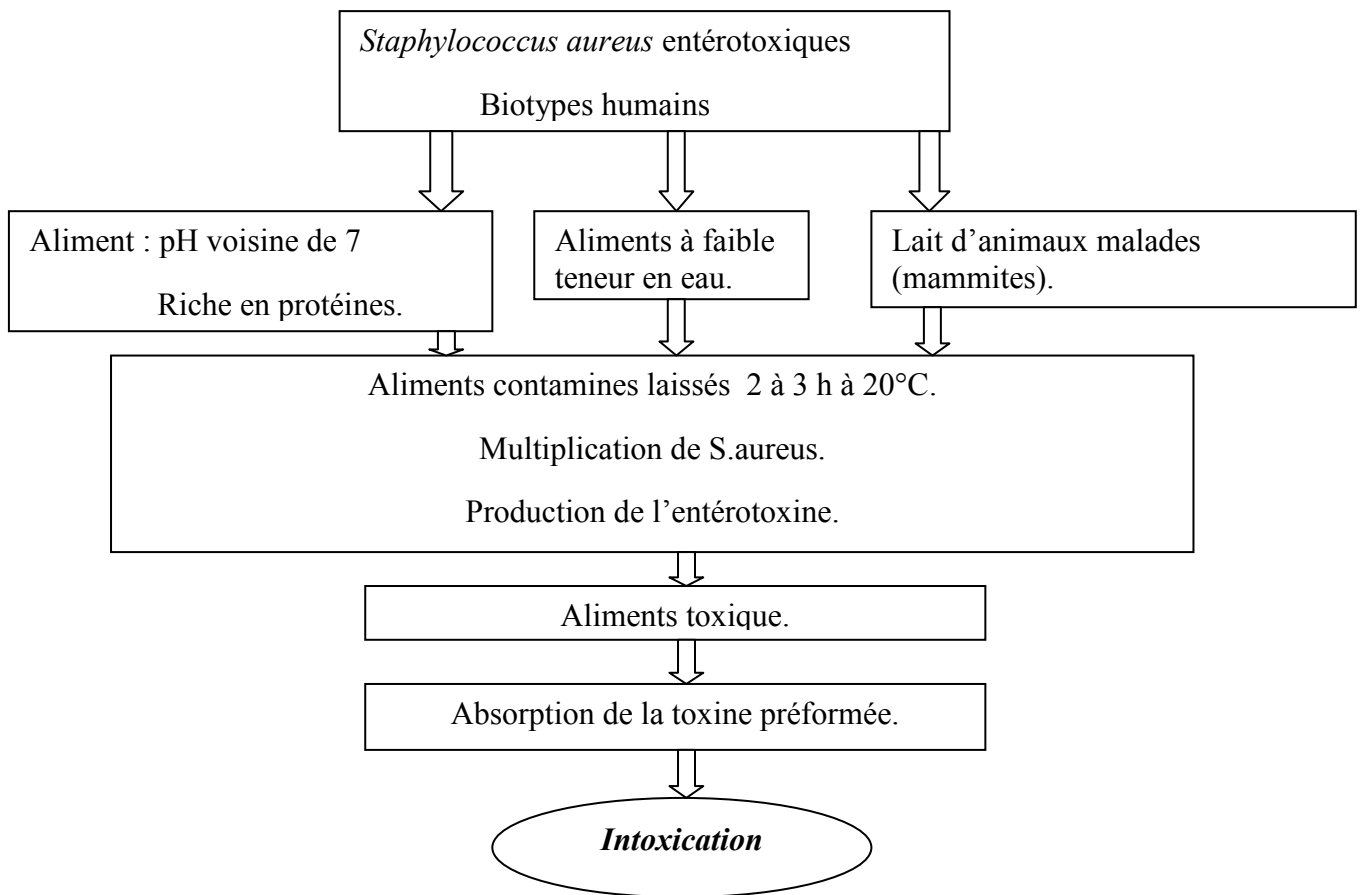 Staphylococcus aureus entérotoxiques
Biotypes humains
Aliment : pH voisine de 7
Riche en protéines.
Aliments à faible
teneur en eau.
Lait d’animaux malades
(mammites).
Aliments contamines laissés 2 à 3 h à 20°C.
Multiplication de S.aureus.
Production de l’entérotoxine.
Aliments toxique.
Absorption de la toxine préformée.
Intoxication